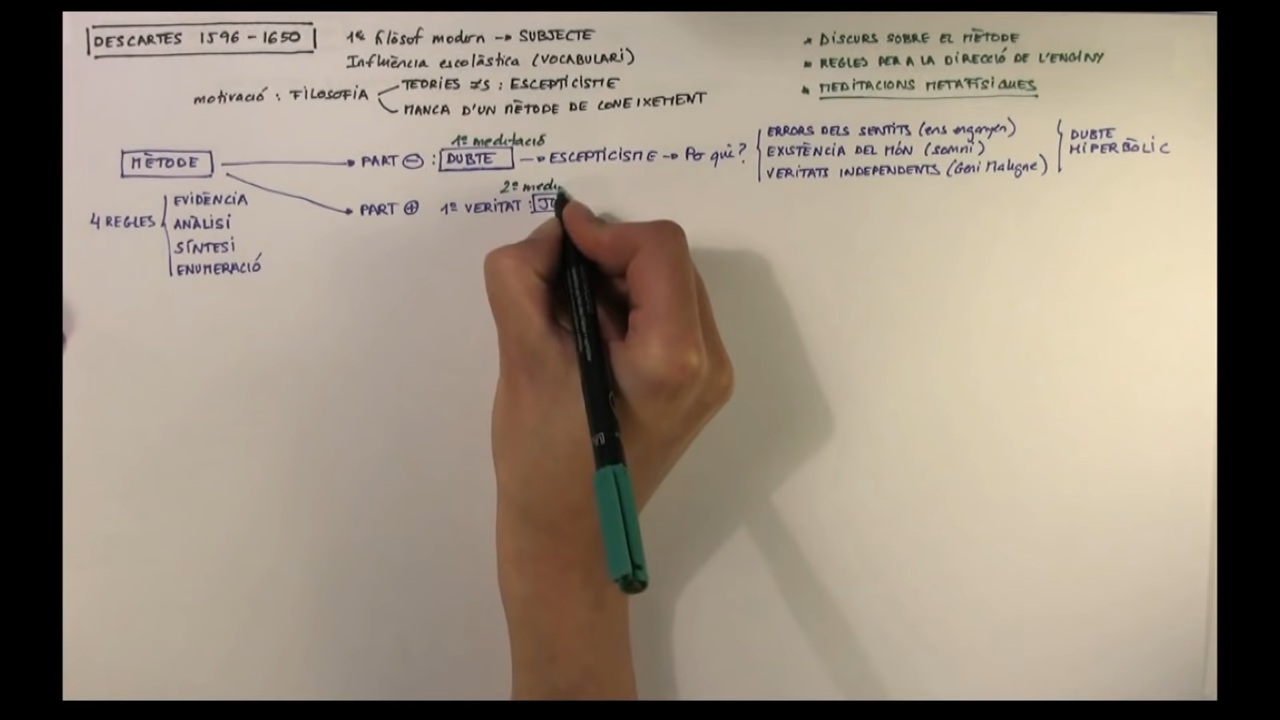 DESCARTES 1596-1650
1er filòsof modern → SUBJECTE
Influència escolàstica (VOCABULARI)
motivació : FILOSOFIA
TEORIES ≠S : ESCEPTICISME
MANCA D'UN MÈTODE DE CONEIXEMENT
* DISCURS SOBRE EL MÈTODE
* REGLES PER A LA DIRECCIÓ DE L'ENGINY
* MEDITACIONS METAFÍSIQUES
1ª meditació
MÈTODE → PART ⊖ : DUBTE → ESCEPTICISME → Per què?
ERRORS DELS SENTITS (ens enganyen)
EXISTÈNCIA DEL MÓN (somni)
VERITATS INDEPENDENTS (Geni Maligne)
DUBTE
HIPERBÒLIC
2ª medi
PART ⊕ 1ª VERITAT : JO
4 REGLES
EVIDÈNCIA
ANÀLISI
SÍNTESI
ENUMERACIÓ